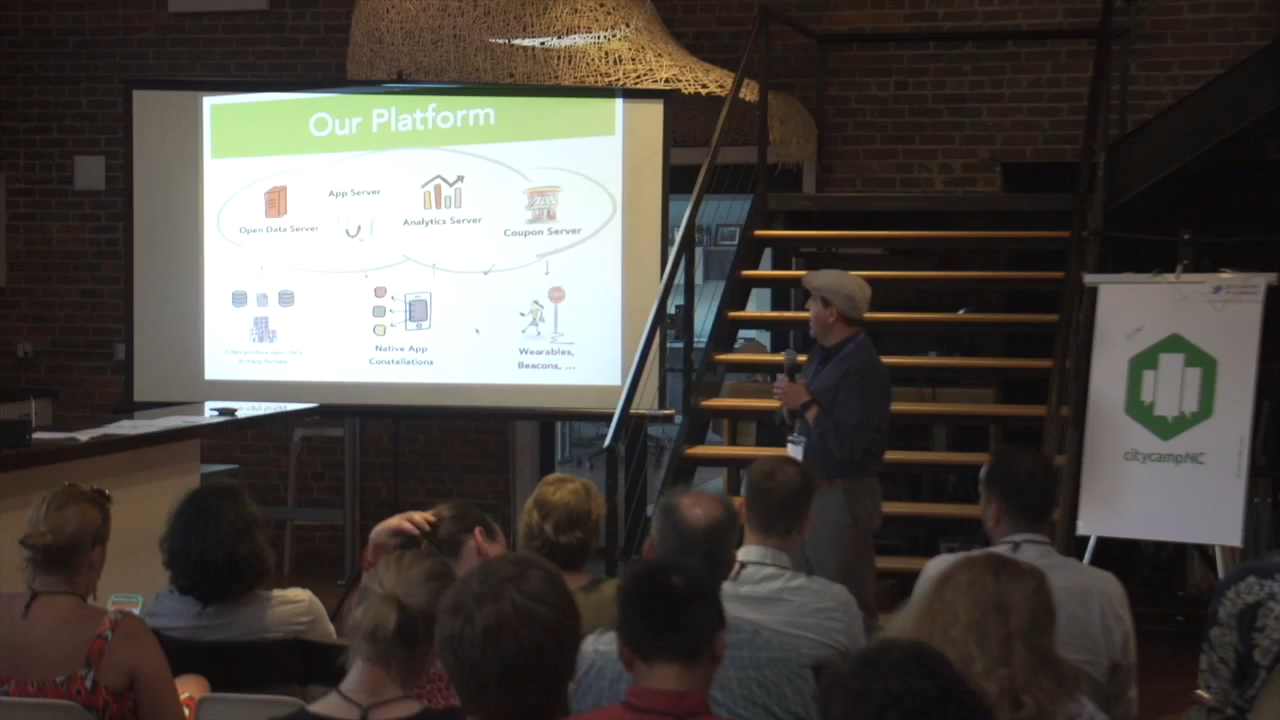 Our Platform
App Server
Open Data Server
Analytics Server
Coupon Server
Native App
Constellations
Wearables,
Beacons, ...
citycampNC